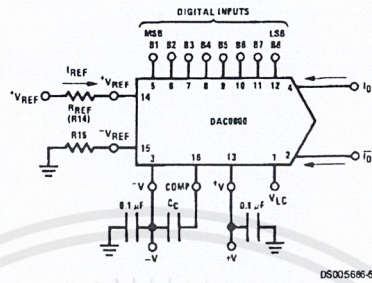 DIGITAL INPUTS
MSB LSB
B1 B2 B3 B4 B5 B6 B7 B8
5 6 7 8 9 10 11 12
IREF
+VREF
+VREF
RREF
(R14)
14
4
IO
DAC0800
R15
-VREF
15
2
IO
3 16 13 1
-V COMP +V VLC
0.1 µF CC 0.1 µF
-V +V
DS005686-5